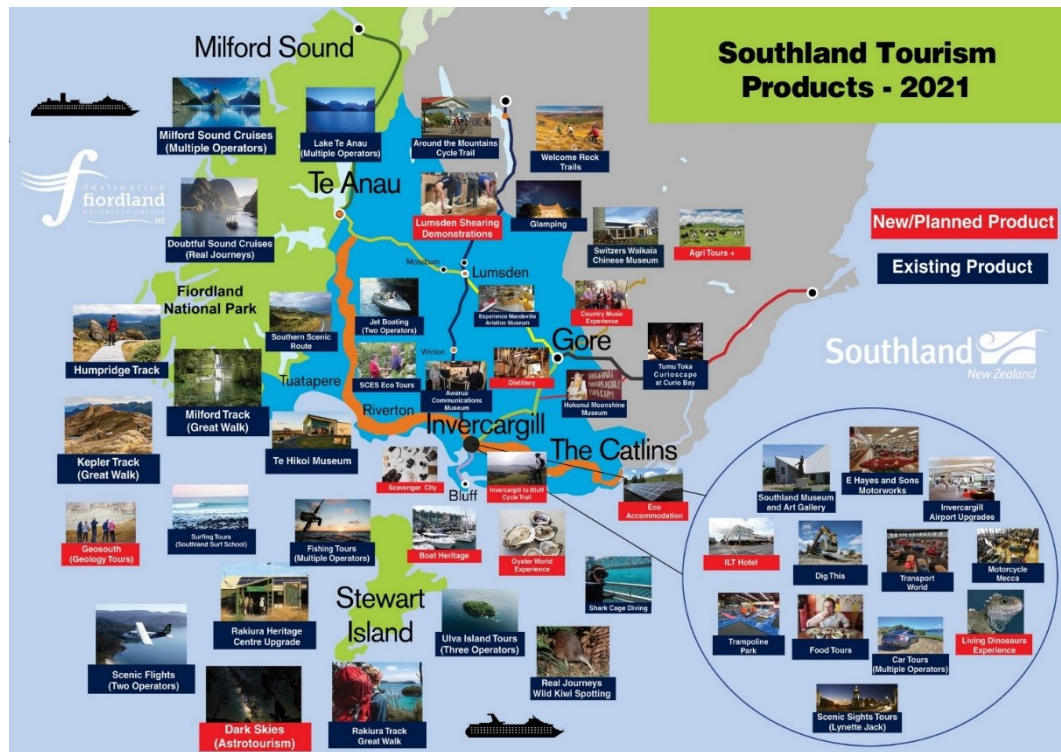 Southland Tourism
Products - 2021
Milford Sound
Milford Sound Cruises
(Multiple Operators)
Lake Te Anau
(Multiple Operators)
Around the Mountains
Cycle Trail
Welcome Rock
Trails
destination
fiordland
NATURALLY UNIQUE
NZ
Te Anau
Doubtful Sound Cruises
(Real Journeys)
Lumsden Shearing
Demonstrations
Glamping
Switzers Waikaia
Chinese Museum
Agri Tours +
New/Planned Product
Existing Product
Mossburn
Lumsden
Fiordland
National Park
Humpridge Track
Southern Scenic
Route
Jet Boating
(Two Operators)
Experience Mandeville
Aviation Museum
Country Music
Experience
Gore
Southland
New Zealand
Winton
Milford Track
(Great Walk)
Tuatapere
SCES Eco Tours
Awarua
Communications
Museum
Distillery
Hokonui Moonshine
Museum
Tumu Toka
Curioscape
at Curio Bay
Riverton
Invercargill
The Catlins
Kepler Track
(Great Walk)
Te Hikoi Museum
Scavenger City
Bluff
Invercargill to Bluff
Cycle Trail
Eco
Accommodation
Geosouth
(Geology Tours)
Surfing Tours
(Southland Surf School)
Fishing Tours
(Multiple Operators)
Boat Heritage
Oyster World
Experience
Shark Cage Diving
Stewart
Island
Scenic Flights
(Two Operators)
Rakiura Heritage
Centre Upgrade
Ulva Island Tours
(Three Operators)
Real Journeys
Wild Kiwi Spotting
Dark Skies
(Astrotourism)
Rakiura Track
Great Walk
Southland Museum
and Art Gallery
E Hayes and Sons
Motorworks
Invercargill
Airport Upgrades
ILT Hotel
Dig This
Transport
World
Motorcycle
Mecca
Trampoline
Park
Food Tours
Car Tours
(Multiple Operators)
Living Dinosaurs
Experience
Scenic Sights Tours
(Lynette Jack)